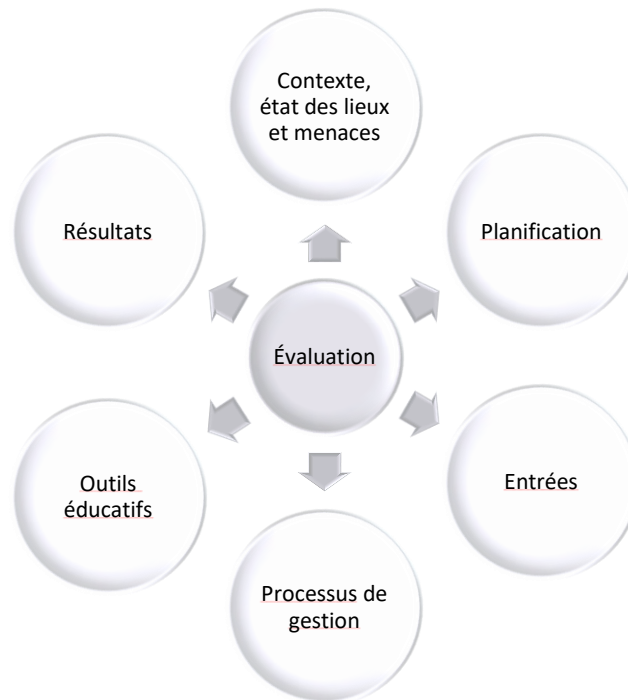 Contexte,
état des lieux
et menaces
Résultats
Planification
Évaluation
Outils
éducatifs
Entrées
Processus de
gestion